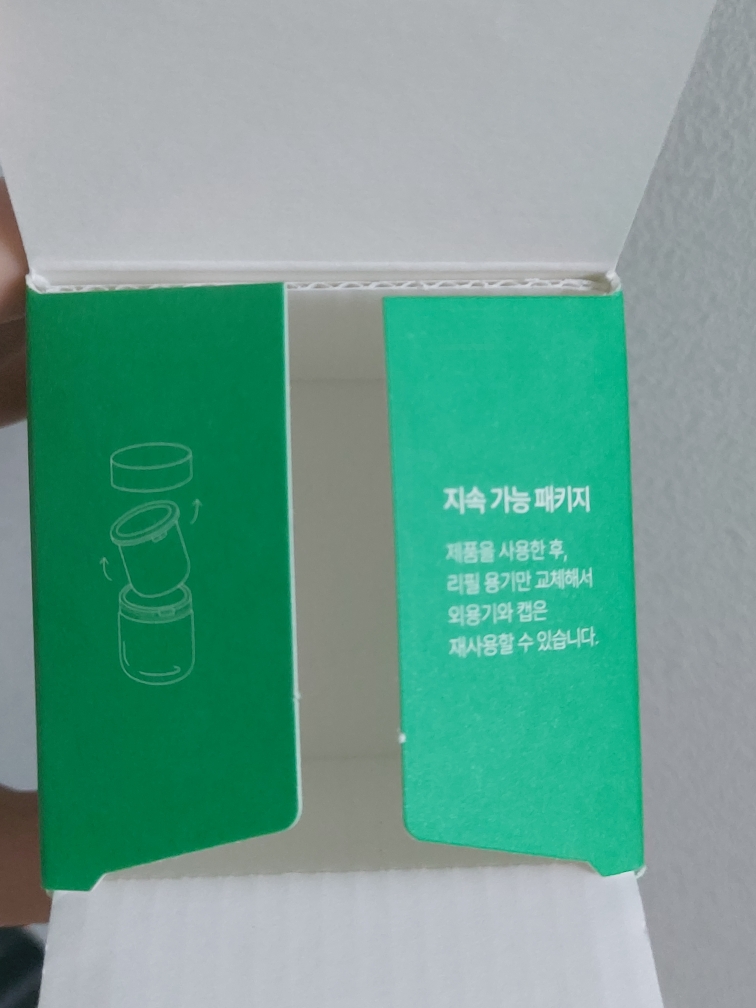 지속 가능 패키지
제품을 사용한 후,
리필 용기만 교체해서
외용기와 캡은
재사용할 수 있습니다.